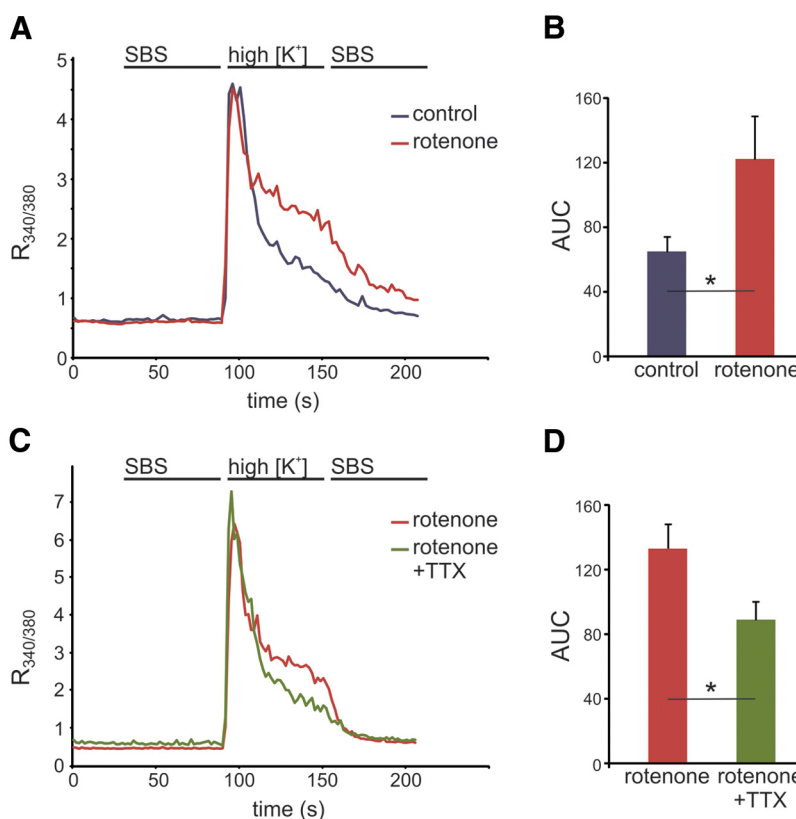 A
SBS high [K⁺] SBS
5
4
3
2
1
0
R340/380
control
rotenone
0 50 100 150 200
time (s)
B
160
120
80
40
0
AUC
*
control rotenone
C
SBS high [K⁺] SBS
7
6
5
4
3
2
1
0
R340/380
rotenone
rotenone
+TTX
0 50 100 150 200
time (s)
D
160
120
80
40
0
AUC
*
rotenone rotenone
+TTX